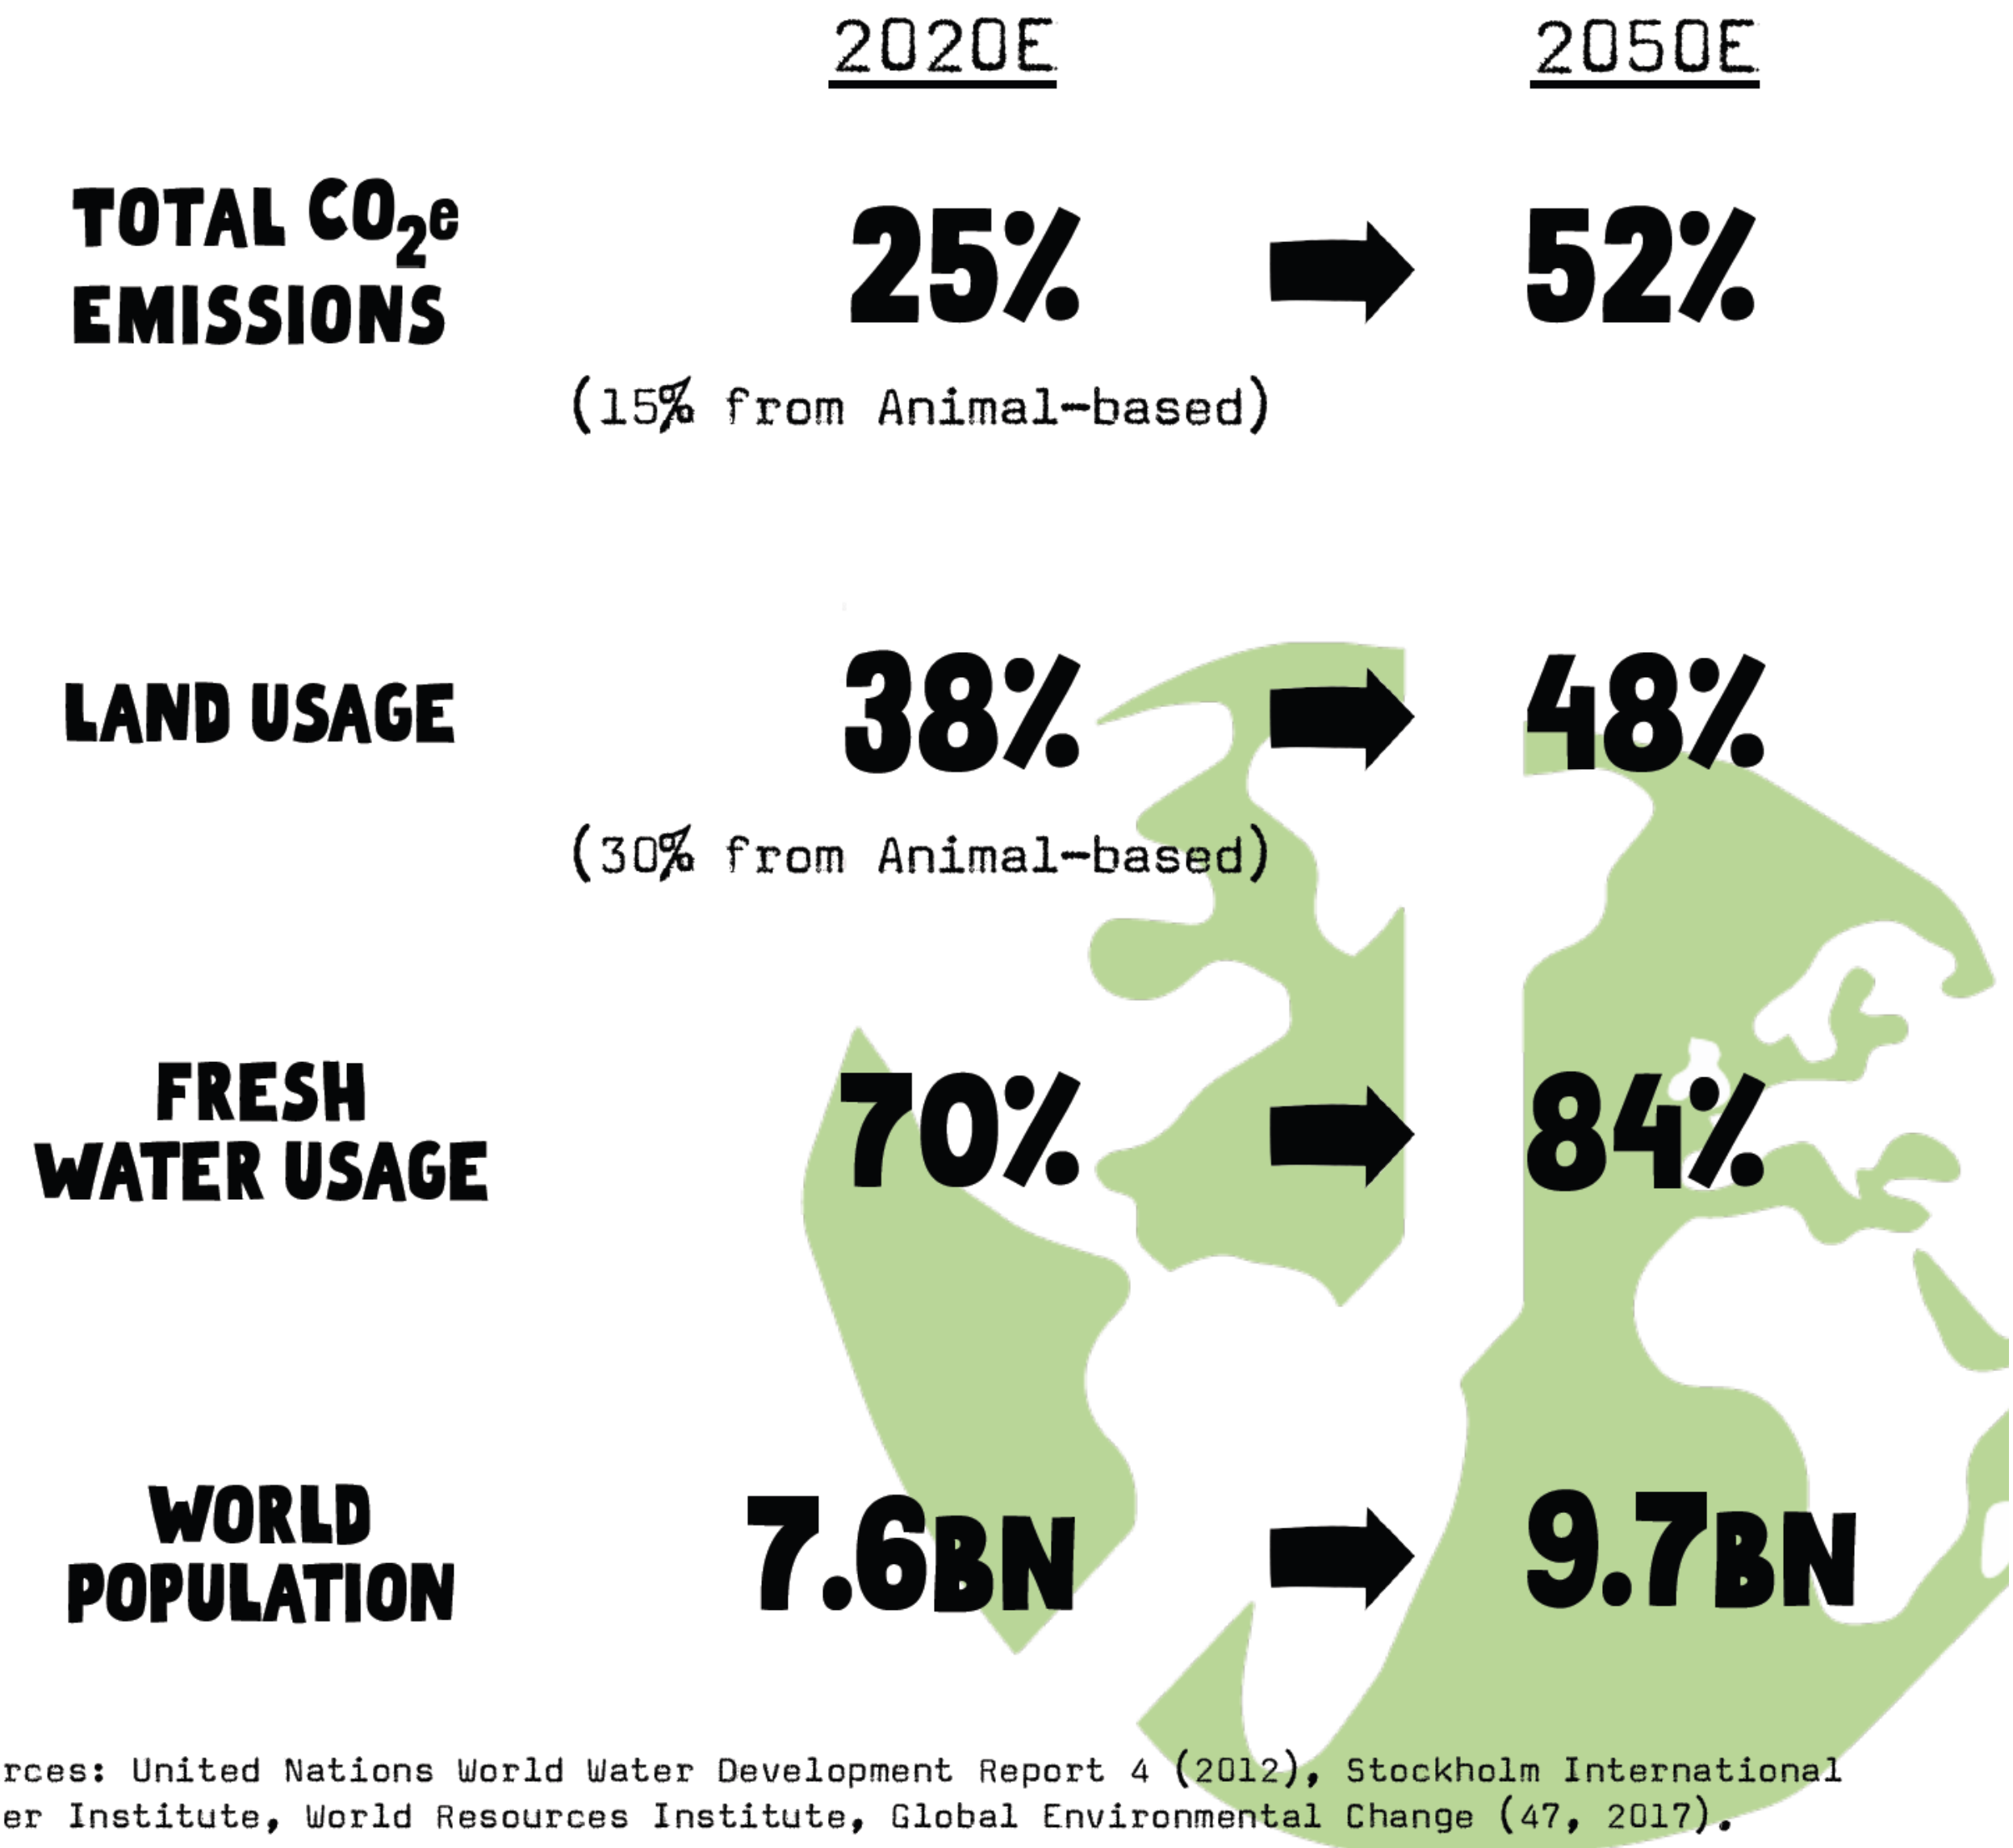 2020E 2050E
TOTAL CO₂e
EMISSIONS
25% 52%
(15% from Animal-based)
LAND USAGE 38% 48%
(30% from Animal-based)
FRESH
WATER USAGE
70% 84%
WORLD
POPULATION
7.6BN 9.7BN
rces: United Nations World Water Development Report 4 (2012), Stockholm International
er Institute, World Resources Institute, Global Environmental Change (47, 2017).